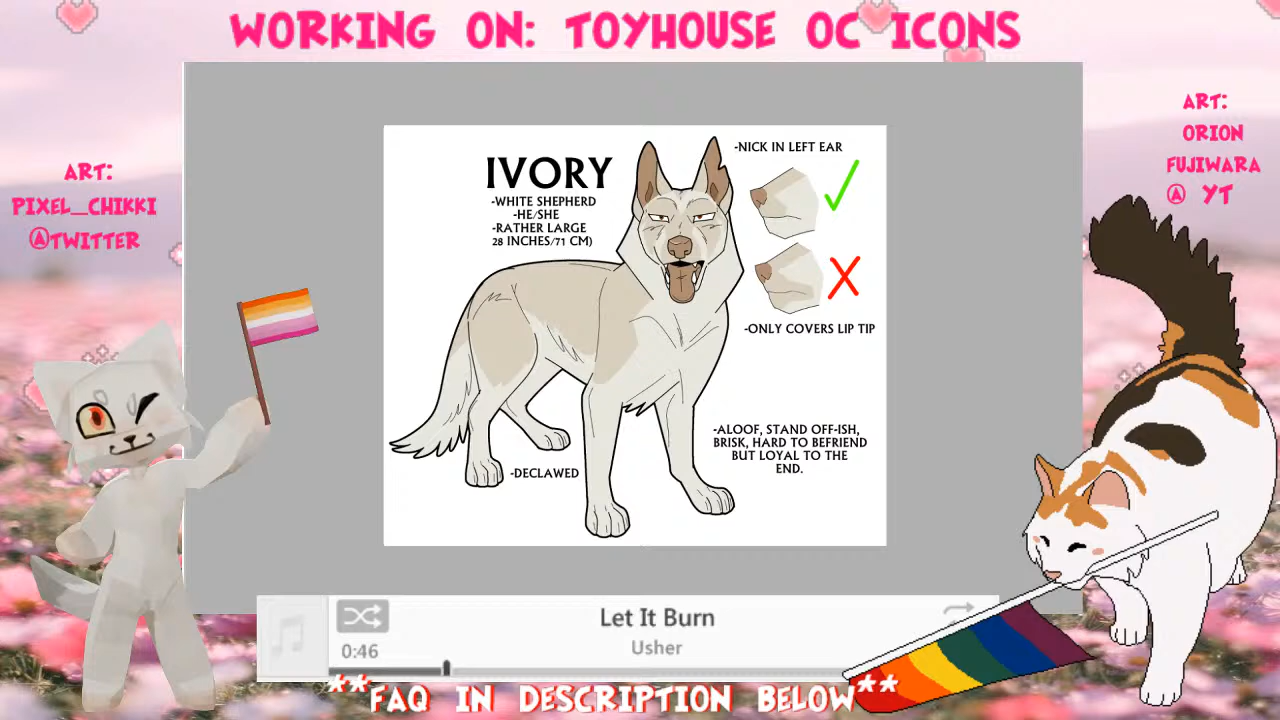 WORKING ON: TOYHOUSE OC ICONS
ART:
PIXEL_CHIKKI
@TWITTER
ART:
ORION
FUJIWARA
@ YT
IVORY
-WHITE SHEPHERD
-HE/SHE
-RATHER LARGE
28 INCHES/71 CM)
-NICK IN LEFT EAR
-ONLY COVERS LIP TIP
-ALOOF, STAND OFF-ISH,
BRISK, HARD TO BEFRIEND
BUT LOYAL TO THE
END.
-DECLAWED
Let It Burn
Usher
0:46
**FAQ IN DESCRIPTION BELOW**